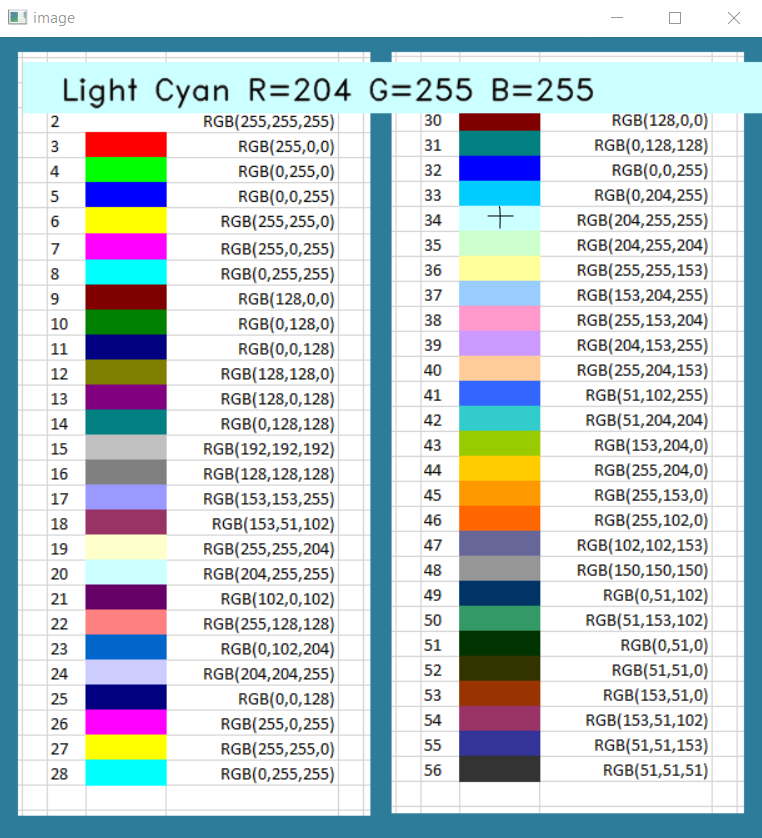 image
Light Cyan R=204 G=255 B=255
2 RGB(255,255,255)
3 RGB(255,0,0)
4 RGB(0,255,0)
5 RGB(0,0,255)
6 RGB(255,255,0)
7 RGB(255,0,255)
8 RGB(0,255,255)
9 RGB(128,0,0)
10 RGB(0,128,0)
11 RGB(0,0,128)
12 RGB(128,128,0)
13 RGB(128,0,128)
14 RGB(0,128,128)
15 RGB(192,192,192)
16 RGB(128,128,128)
17 RGB(153,153,255)
18 RGB(153,51,102)
19 RGB(255,255,204)
20 RGB(204,255,255)
21 RGB(102,0,102)
22 RGB(255,128,128)
23 RGB(0,102,204)
24 RGB(204,204,255)
25 RGB(0,0,128)
26 RGB(255,0,255)
27 RGB(255,255,0)
28 RGB(0,255,255)
30 RGB(128,0,0)
31 RGB(0,128,128)
32 RGB(0,0,255)
33 RGB(0,204,255)
34 RGB(204,255,255)
35 RGB(204,255,204)
36 RGB(255,255,153)
37 RGB(153,204,255)
38 RGB(255,153,204)
39 RGB(204,153,255)
40 RGB(255,204,153)
41 RGB(51,102,255)
42 RGB(51,204,204)
43 RGB(153,204,0)
44 RGB(255,204,0)
45 RGB(255,153,0)
46 RGB(255,102,0)
47 RGB(102,102,153)
48 RGB(150,150,150)
49 RGB(0,51,102)
50 RGB(51,153,102)
51 RGB(0,51,0)
52 RGB(51,51,0)
53 RGB(153,51,0)
54 RGB(153,51,102)
55 RGB(51,51,153)
56 RGB(51,51,51)